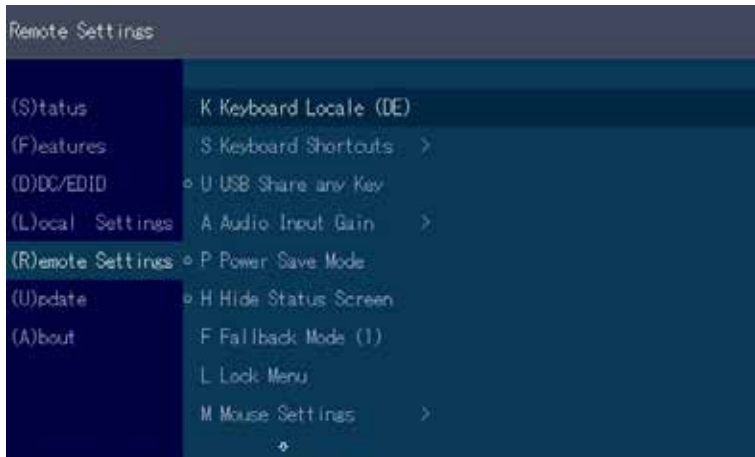 Remote Settings
(S)tatus
(F)eatures
(D)DC/EDID
(L)ocal Settings
(R)emote Settings
(U)pdate
(A)bout
K Keyboard Locale (DE)
S Keyboard Shortcuts >
U USB Share any Key
A Audio Input Gain >
P Power Save Mode
H Hide Status Screen
F Fallback Mode (1)
L Lock Menu
M Mouse Settings >